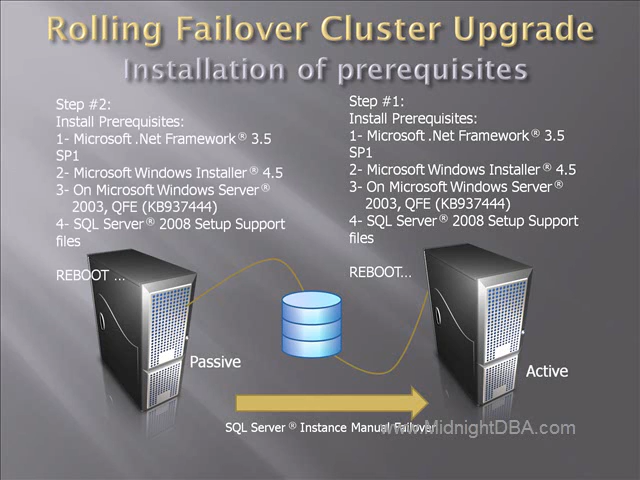 Rolling Failover Cluster Upgrade
Installation of prerequisites
Step #2:
Install Prerequisites:
1- Microsoft .Net Framework ® 3.5
SP1
2- Microsoft Windows Installer ® 4.5
3- On Microsoft Windows Server ®
2003, QFE (KB937444)
4- SQL Server ® 2008 Setup Support
files
REBOOT ...
Step #1:
Install Prerequisites:
1- Microsoft .Net Framework ® 3.5
SP1
2- Microsoft Windows Installer ® 4.5
3- On Microsoft Windows Server ®
2003, QFE (KB937444)
4- SQL Server ® 2008 Setup Support
files
REBOOT...
Passive
Active
SQL Server ® Instance Manual Failover
www.MidnightDBA.com